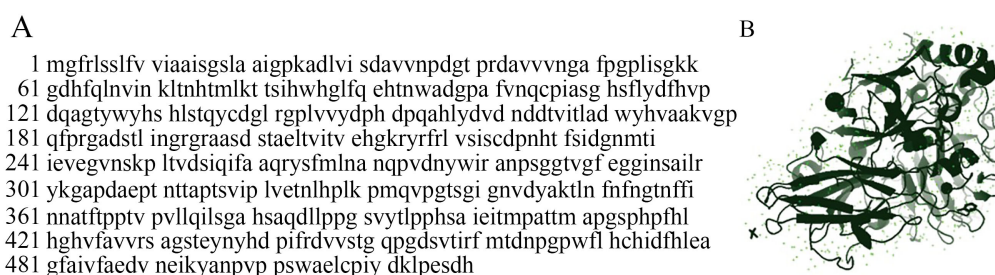 A
B
1 mgfrlsslfv viaaisgsla aigpkadlvi sdavvnpdgt prdavvvnga fpgplisgkk
61 gdhfqlnvin kltnhtmlkt tsihwhglfq ehtnwadgpa fvnqcpiasg hsflydfhvp
121 dqagtywyhs hlstqycdgl rgplvvydph dpqahlydvd nddtvitlad wyhvaakvgp
181 qfprgadstl ingrgraasd staeltvitv ehgkryrfrl vsiscdpnht fsidgnmti
241 ievegvnskp ltvdsiqifa aqrysfmlna nqpvdnywir anpsggtvgf egginsailr
301 ykgapdaept nttaptsvip lvetnlhplk pmqvpgtsgi gnvdyaktln fnfngtnffi
361 nnatftpptv pvllqilsga hsaqdllppg svytlpphsa ieitmpattm apgsphpfhl
421 hghvfavvrs agsteynyhd pifrdvvstg qpgdsvtirf mtdnpgpwfl hchidfhlea
481 gfaivfaedv neikyanpvp pswaelcpiy dklpesdh
x